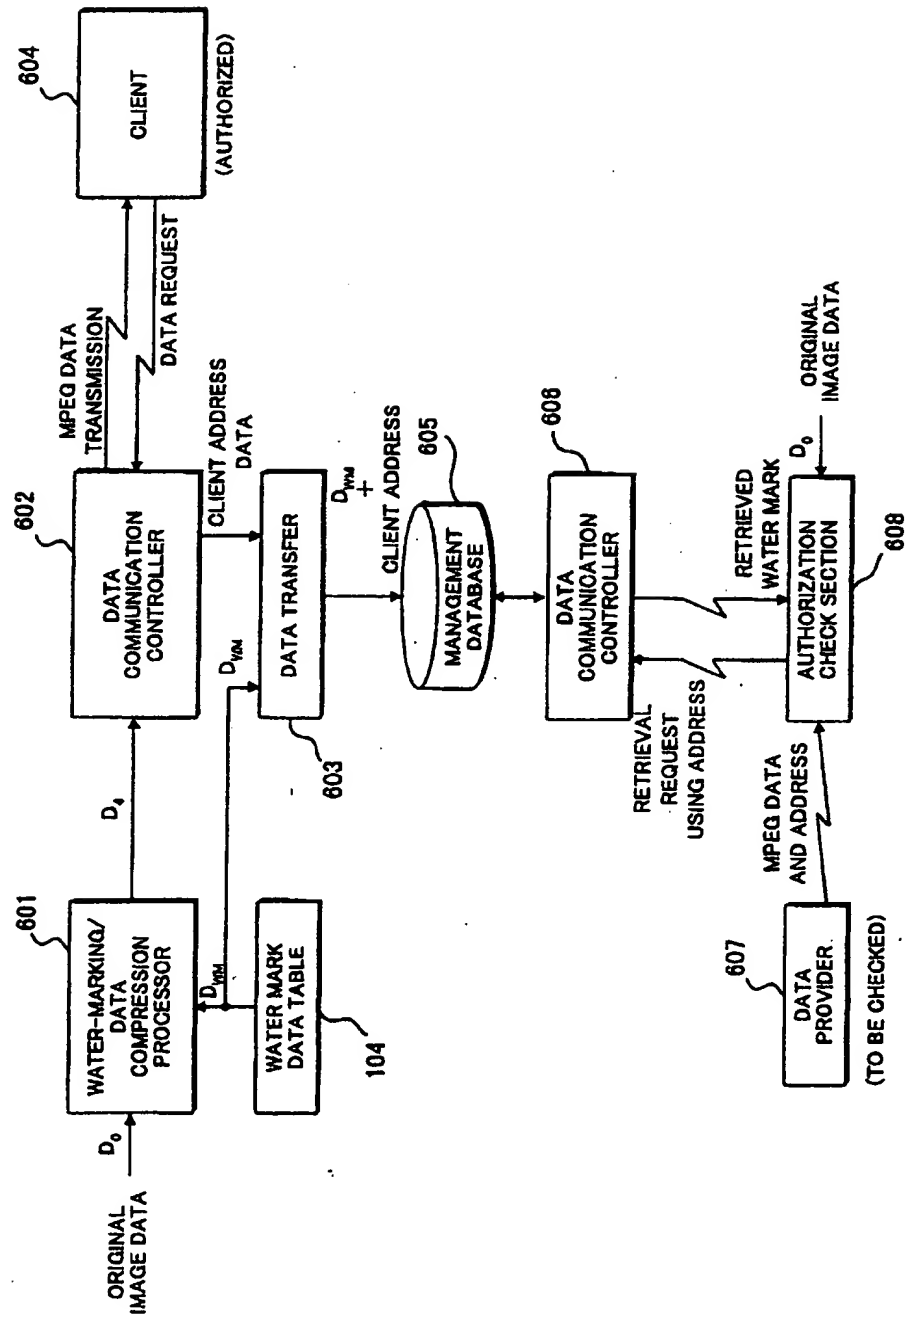 ORIGINAL
IMAGE DATA
D0
601
WATER-MARKING/
DATA
COMPRESSION
PROCESSOR
DWM
WATER MARK
DATA TABLE
104
D4
602
DATA
COMMUNICATION
CONTROLLER
MPEG DATA
TRANSMISSION
DATA REQUEST
604
CLIENT
(AUTHORIZED)
CLIENT ADDRESS
DATA
DWM
DATA TRANSFER
603
DWM
+
CLIENT ADDRESS
605
MANAGEMENT
DATABASE
608
DATA
COMMUNICATION
CONTROLLER
RETRIEVAL
REQUEST
USING ADDRESS
RETRIEVED
WATER MARK
607
DATA
PROVIDER
(TO BE CHECKED)
MPEG DATA
AND ADDRESS
AUTHORIZATION
CHECK SECTION
608
D0
ORIGINAL
IMAGE DATA